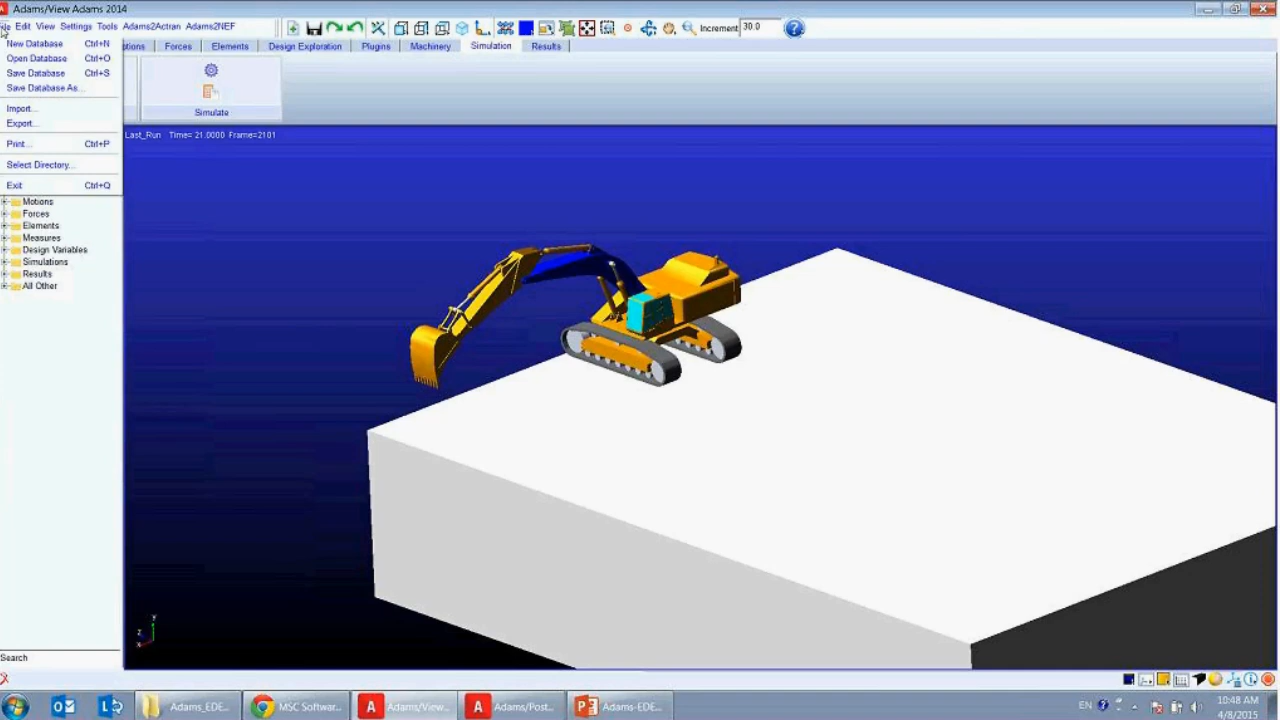 Adams/View Adams 2014
Edit View Settings Tools Adams2Actran Adams2NEF
Increment 30.0
New Database Ctrl+N
Open Database Ctrl+O
Save Database Ctrl+S
Save Database As...
Import...
Export...
Print... Ctrl+P
Select Directory...
Exit Ctrl+Q
Forces Elements Design Exploration Plugins Machinery Simulation Results
Simulate
Last_Run Time= 21.0000 Frame=2101
Motions
Forces
Elements
Measures
Design Variables
Simulations
Results
All Other
Y
Z
X
Search
Adams_EDE...
MSC Softwar...
Adams/View...
Adams/Post...
Adams-EDE...
EN
10:48 AM
4/8/2015